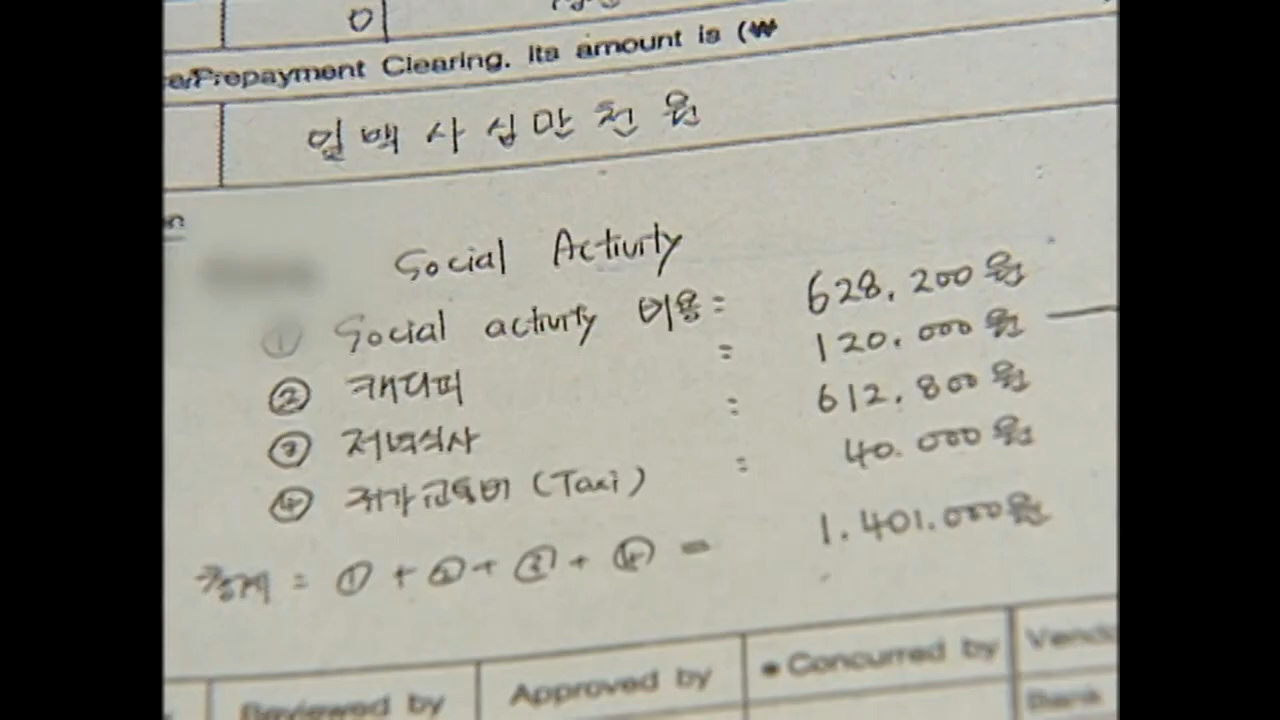 이
Prepayment Clearing. Its amount is (₩
일백사십만천원
Social Activity
① Social activity 비용 : 628,200원
② 캐디피 : 120,000원
③ 저녁식사 : 612,800원
④ 귀가교통비 (Taxi) : 40,000원
총계 = ① + ② + ③ + ④ = 1,401,000원
Reviewed by Approved by • Concurred by
Bank